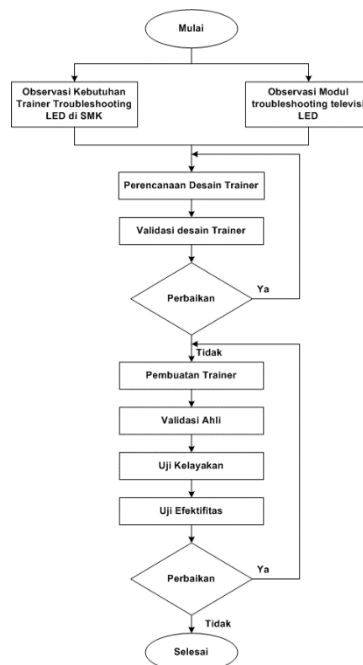 Mulai
Observasi Kebutuhan
Trainer Troubleshooting
LED di SMK
Observasi Modul
troubleshooting televisi
LED
Perencanaan Desain Trainer
Validasi desain Trainer
Perbaikan
Ya
Tidak
Pembuatan Trainer
Validasi Ahli
Uji Kelayakan
Uji Efektifitas
Perbaikan
Ya
Tidak
Selesai